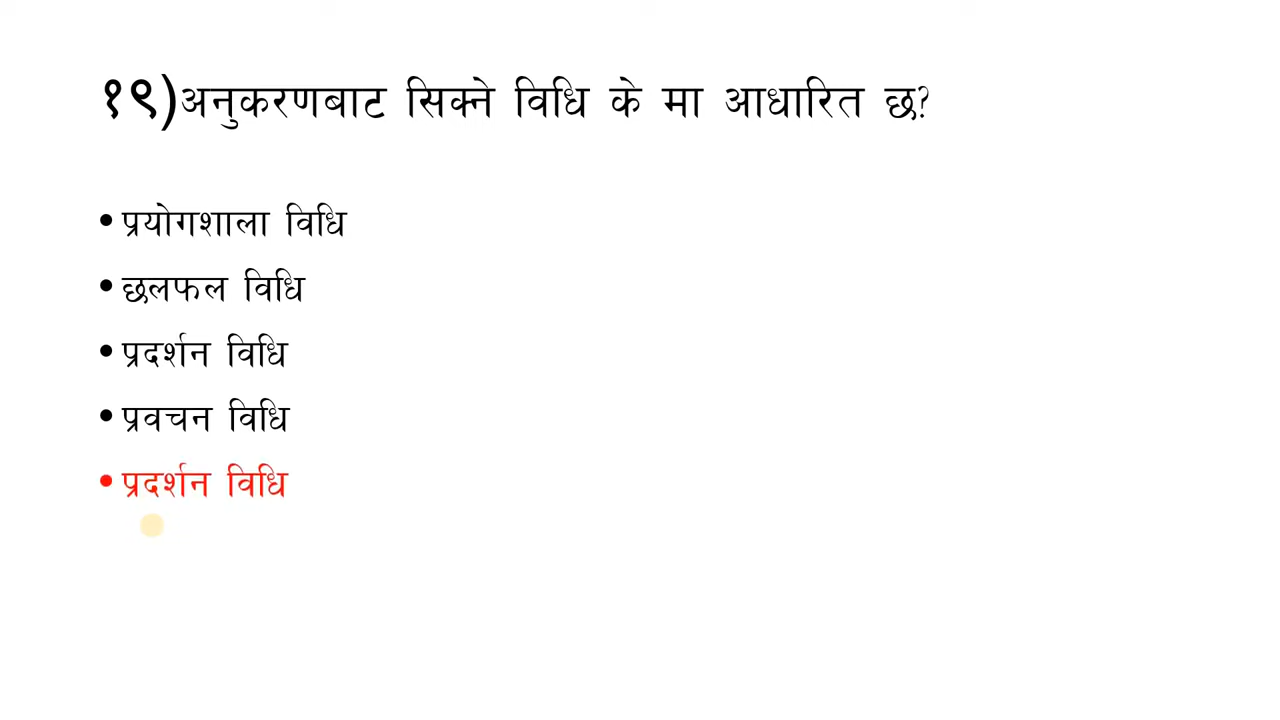 १९)अनुकरणबाट सिक्ने विधि के मा आधारित छ?
•प्रयोगशाला विधि
•छलफल विधि
•प्रदर्शन विधि
•प्रवचन विधि
•प्रदर्शन विधि